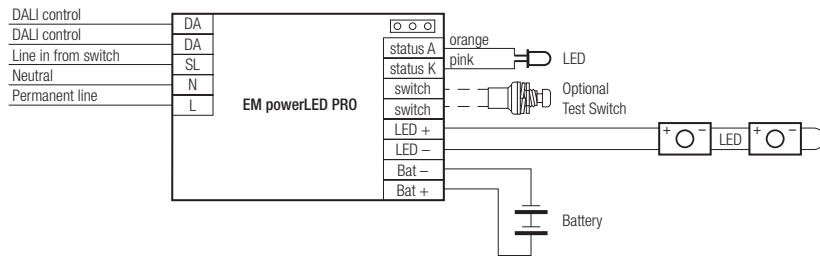 DALI control
DALI control
Line in from switch
Neutral
Permanent line
DA
DA
SL
N
L
EM powerLED PRO
status A
status K
switch
switch
LED +
LED –
Bat –
Bat +
orange
pink
LED
Optional
Test Switch
+ –
LED
+ –
Battery